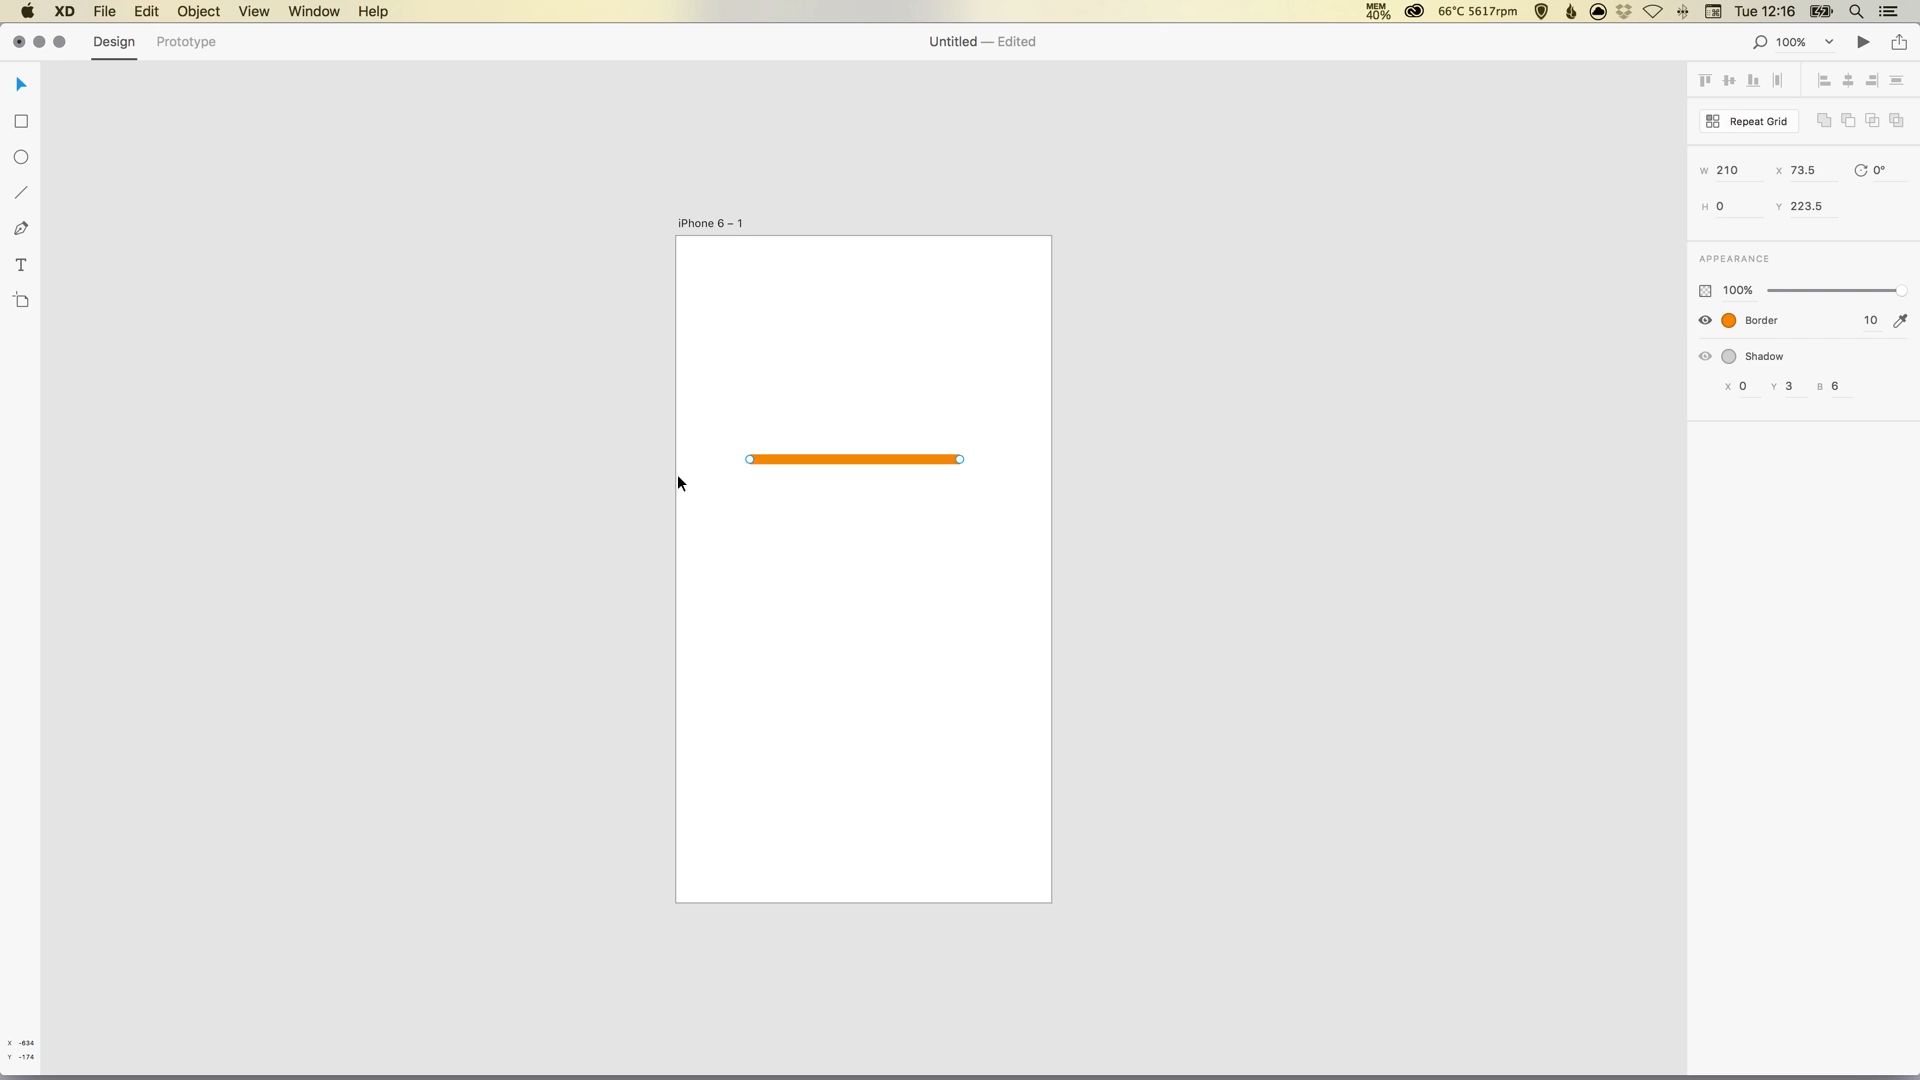 XD File Edit Object View Window Help
MEM 40% 66°C 5617rpm Tue 12:16
Design Prototype
Untitled — Edited
100%
Repeat Grid
W 210 X 73.5 0°
H 0 Y 223.5
iPhone 6 – 1
APPEARANCE
100%
Border 10
Shadow
X 0 Y 3 B 6
X -634
Y -174